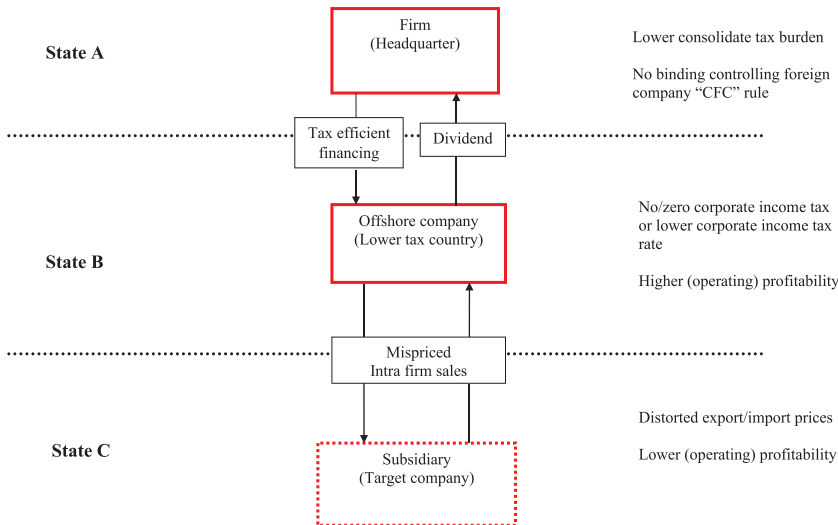 State A
Firm
(Headquarter)
Lower consolidate tax burden
No binding controlling foreign
company “CFC” rule
Tax efficient
financing
Dividend
State B
Offshore company
(Lower tax country)
No/zero corporate income tax
or lower corporate income tax
rate
Higher (operating) profitability
Mispriced
Intra firm sales
State C
Subsidiary
(Target company)
Distorted export/import prices
Lower (operating) profitability